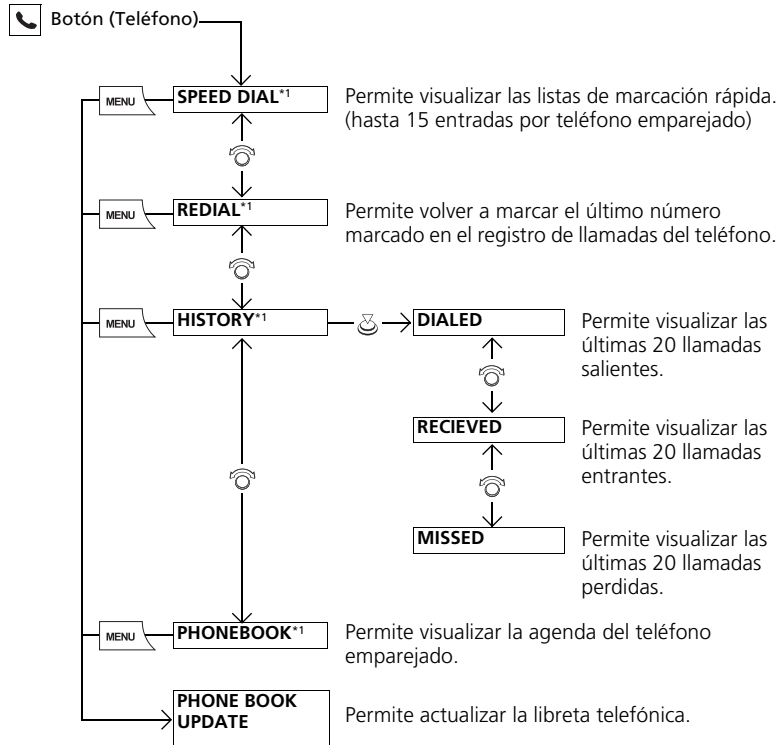 Botón (Teléfono)
MENU
SPEED DIAL*1
Permite visualizar las listas de marcación rápida.
(hasta 15 entradas por teléfono emparejado)
MENU
REDIAL*1
Permite volver a marcar el último número
marcado en el registro de llamadas del teléfono.
MENU
HISTORY*1
DIALED
Permite visualizar las
últimas 20 llamadas
salientes.
RECIEVED
Permite visualizar las
últimas 20 llamadas
entrantes.
MISSED
Permite visualizar las
últimas 20 llamadas
perdidas.
MENU
PHONEBOOK*1
Permite visualizar la agenda del teléfono
emparejado.
PHONE BOOK
UPDATE
Permite actualizar la libreta telefónica.